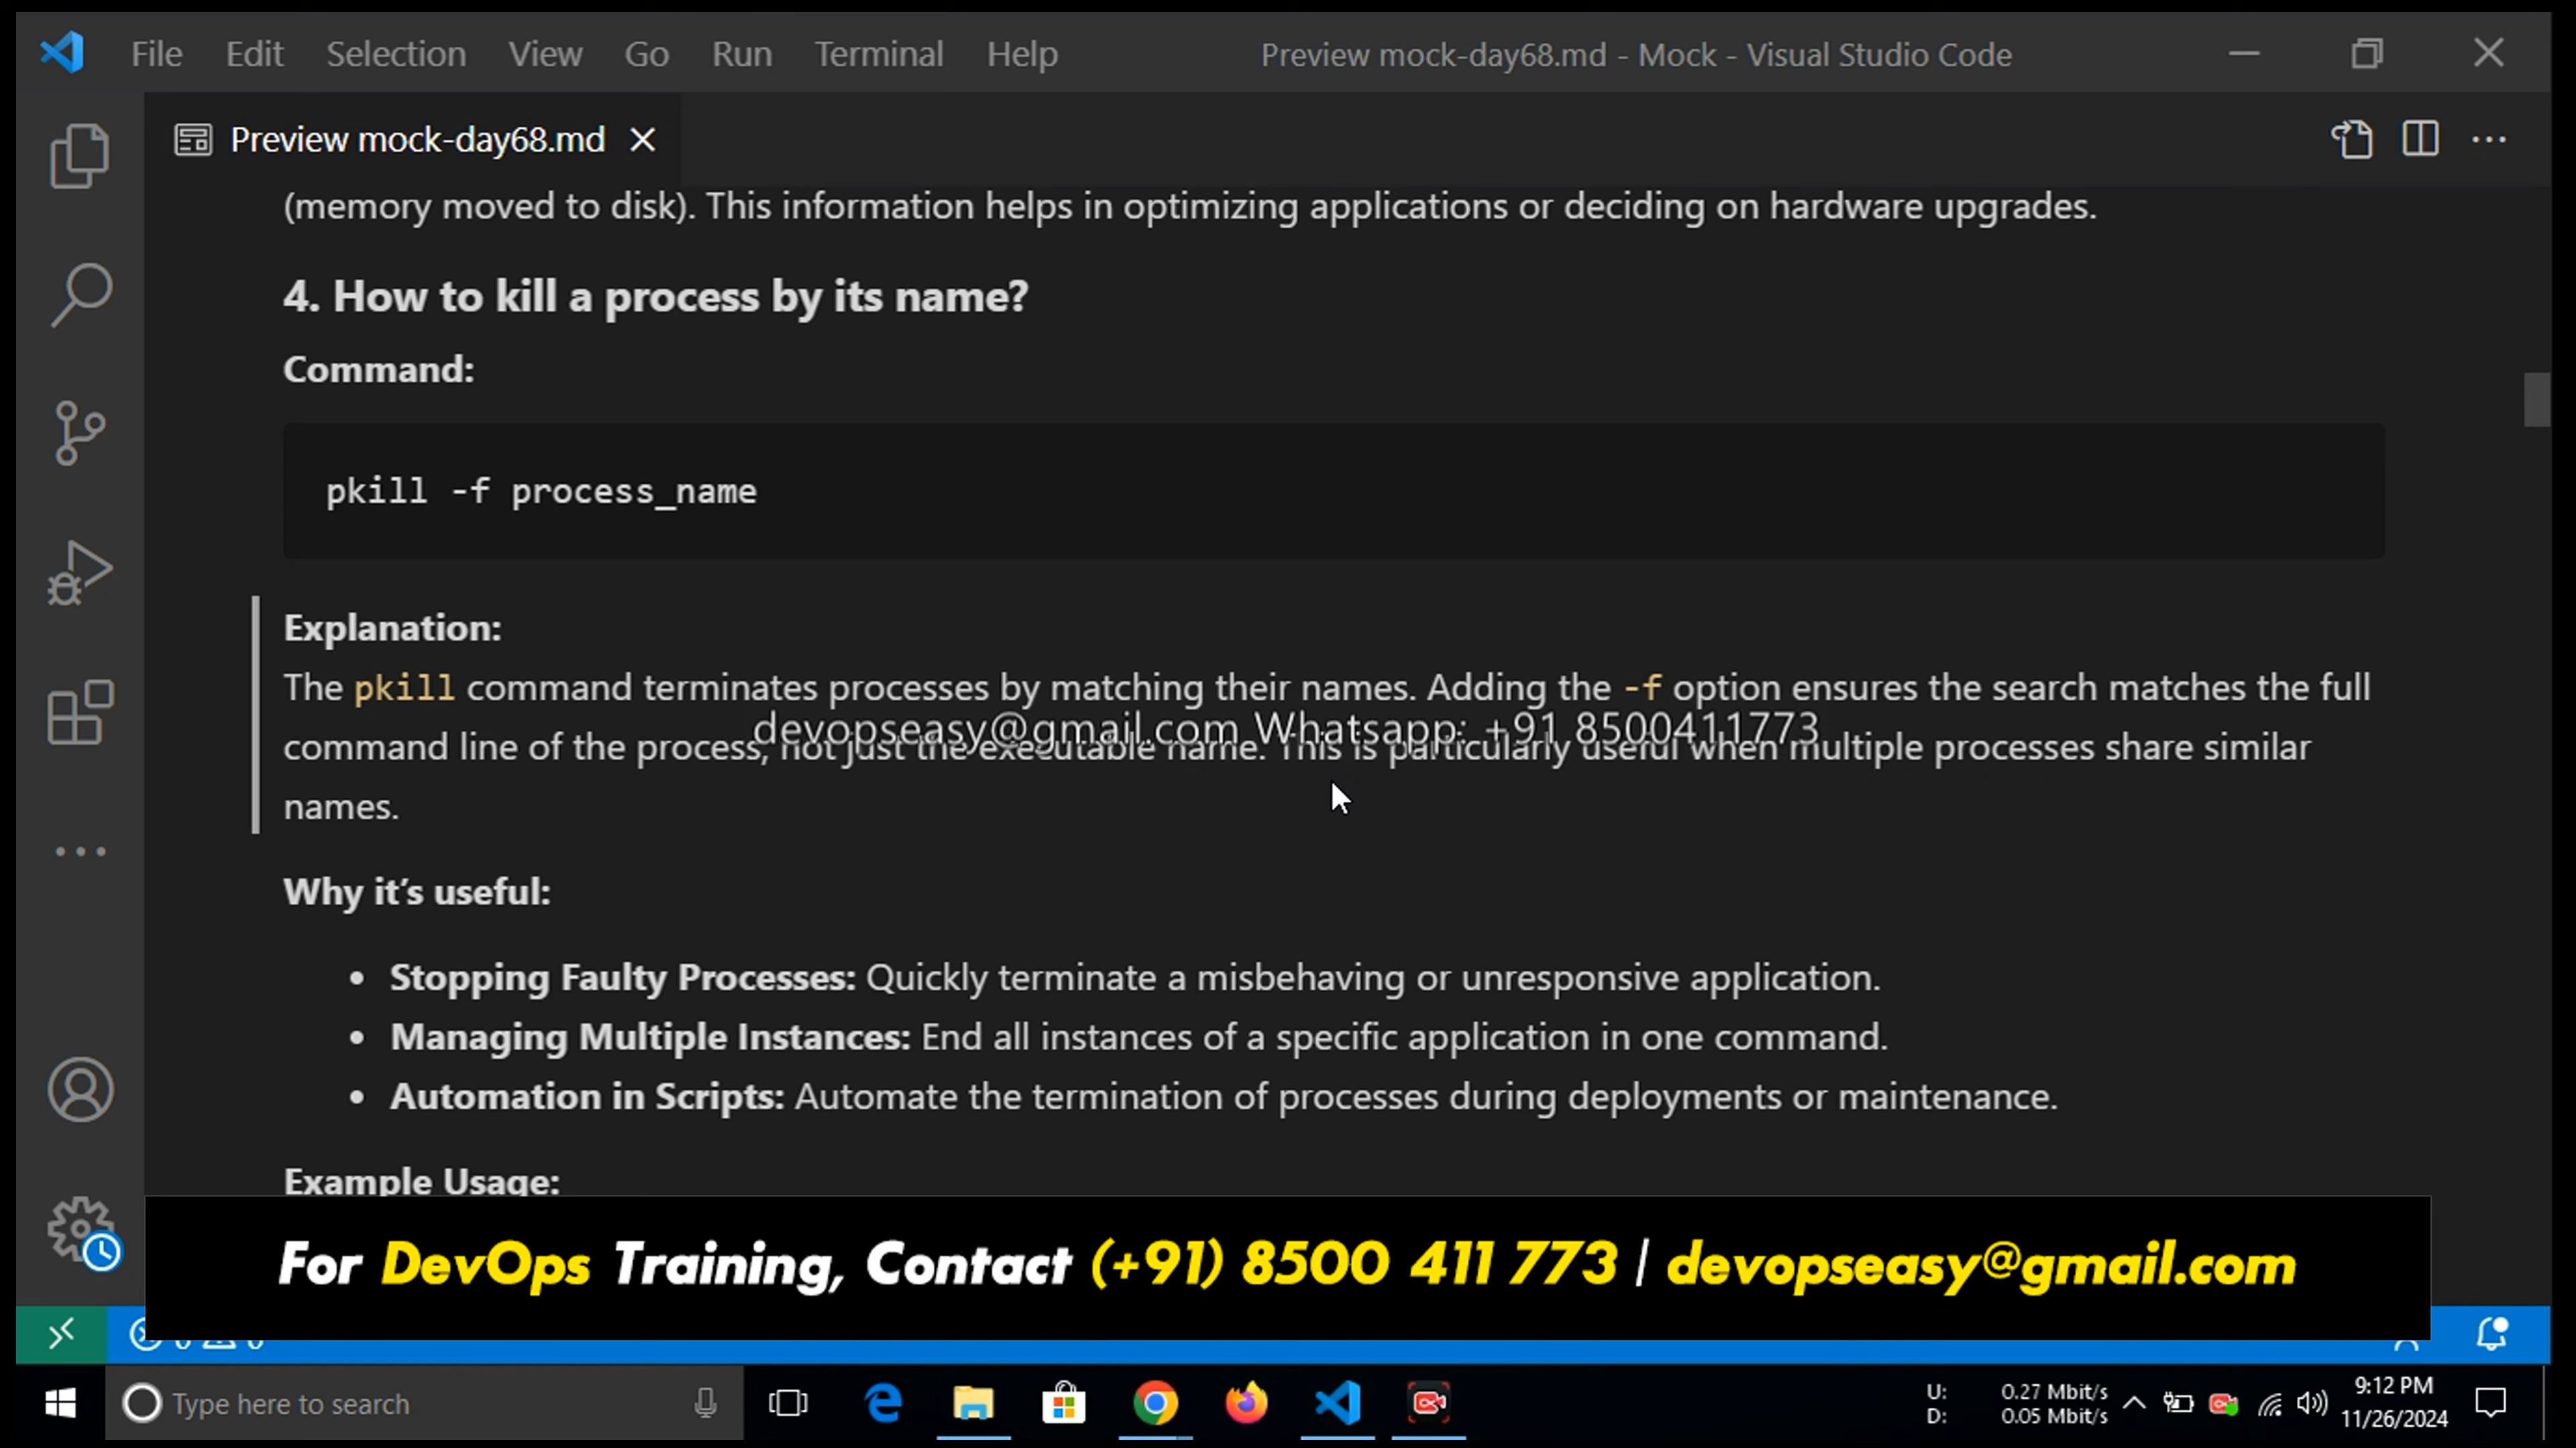 File Edit Selection View Go Run Terminal Help Preview mock-day68.md - Mock - Visual Studio Code
Preview mock-day68.md
(memory moved to disk). This information helps in optimizing applications or deciding on hardware upgrades.
4. How to kill a process by its name?
Command:
pkill -f process_name
Explanation:
The pkill command terminates processes by matching their names. Adding the -f option ensures the search matches the full
devopseasy@gmail.com Whatsapp: +91 8500411773
command line of the process, not just the executable name. This is particularly useful when multiple processes share similar
names.
Why it’s useful:
• Stopping Faulty Processes: Quickly terminate a misbehaving or unresponsive application.
• Managing Multiple Instances: End all instances of a specific application in one command.
• Automation in Scripts: Automate the termination of processes during deployments or maintenance.
Example Usage:
For DevOps Training, Contact (+91) 8500 411 773 | devopseasy@gmail.com
Type here to search
U: 0.27 Mbit/s
D: 0.05 Mbit/s
9:12 PM
11/26/2024